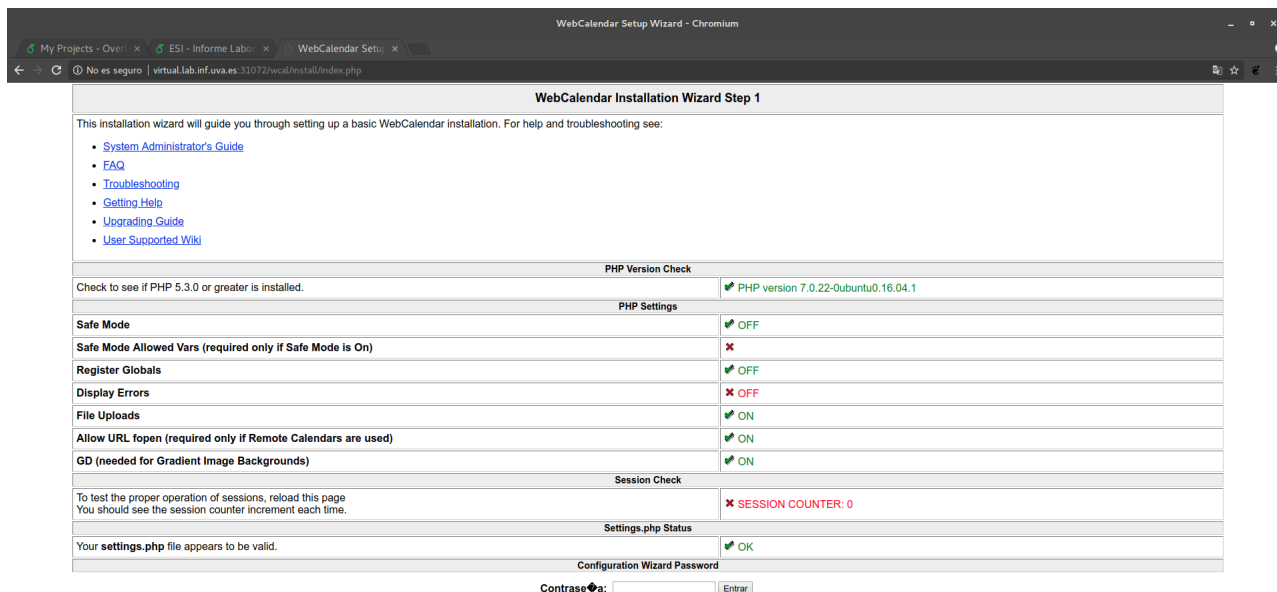 WebCalendar Setup Wizard - Chromium
My Projects - Overl
ESI - Informe Labor
WebCalendar Setup
No es seguro | virtual.lab.inf.uva.es:31072/wcal/install/index.php
WebCalendar Installation Wizard Step 1
This installation wizard will guide you through setting up a basic WebCalendar installation. For help and troubleshooting see:
System Administrator's Guide
FAQ
Troubleshooting
Getting Help
Upgrading Guide
User Supported Wiki
PHP Version Check
Check to see if PHP 5.3.0 or greater is installed.
PHP version 7.0.22-0ubuntu0.16.04.1
PHP Settings
Safe Mode
OFF
Safe Mode Allowed Vars (required only if Safe Mode is On)
Register Globals
OFF
Display Errors
OFF
File Uploads
ON
Allow URL fopen (required only if Remote Calendars are used)
ON
GD (needed for Gradient Image Backgrounds)
ON
Session Check
To test the proper operation of sessions, reload this page
You should see the session counter increment each time.
SESSION COUNTER: 0
Settings.php Status
Your settings.php file appears to be valid.
OK
Configuration Wizard Password
Contrase�a:
Entrar